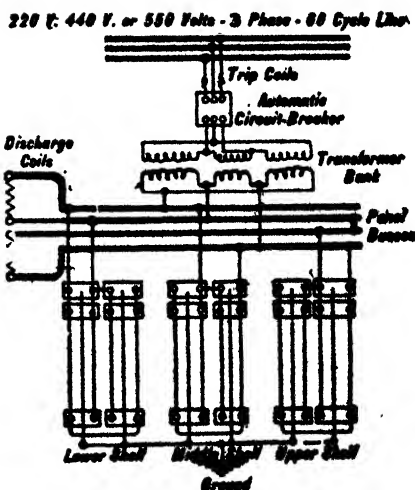 220 V. 440 V. or 550 Volts - 3 Phase - 60 Cycle Line
Trip Coils
Automatic
Circuit-Breaker
Discharge
Coils
Transformer
Bank
Panel
Busses
Lower Shelf
Middle Shelf
Upper Shelf
Ground